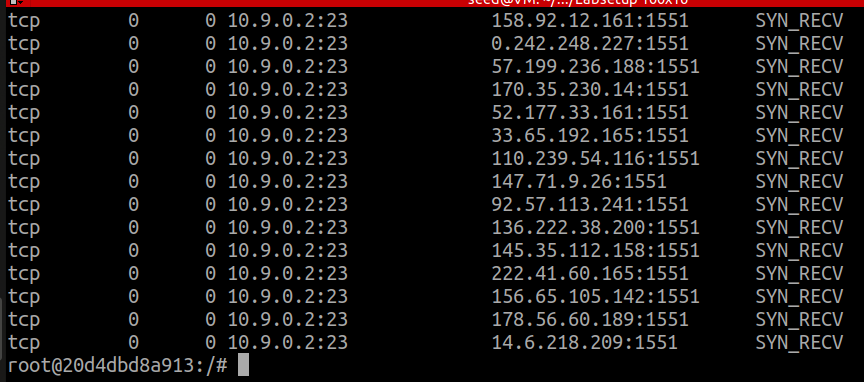 seed@VM: ~/.../Labsetup 100x16
tcp 0 0 10.9.0.2:23 158.92.12.161:1551 SYN_RECV
tcp 0 0 10.9.0.2:23 0.242.248.227:1551 SYN_RECV
tcp 0 0 10.9.0.2:23 57.199.236.188:1551 SYN_RECV
tcp 0 0 10.9.0.2:23 170.35.230.14:1551 SYN_RECV
tcp 0 0 10.9.0.2:23 52.177.33.161:1551 SYN_RECV
tcp 0 0 10.9.0.2:23 33.65.192.165:1551 SYN_RECV
tcp 0 0 10.9.0.2:23 110.239.54.116:1551 SYN_RECV
tcp 0 0 10.9.0.2:23 147.71.9.26:1551 SYN_RECV
tcp 0 0 10.9.0.2:23 92.57.113.241:1551 SYN_RECV
tcp 0 0 10.9.0.2:23 136.222.38.200:1551 SYN_RECV
tcp 0 0 10.9.0.2:23 145.35.112.158:1551 SYN_RECV
tcp 0 0 10.9.0.2:23 222.41.60.165:1551 SYN_RECV
tcp 0 0 10.9.0.2:23 156.65.105.142:1551 SYN_RECV
tcp 0 0 10.9.0.2:23 178.56.60.189:1551 SYN_RECV
tcp 0 0 10.9.0.2:23 14.6.218.209:1551 SYN_RECV
root@20d4dbd8a913:/#